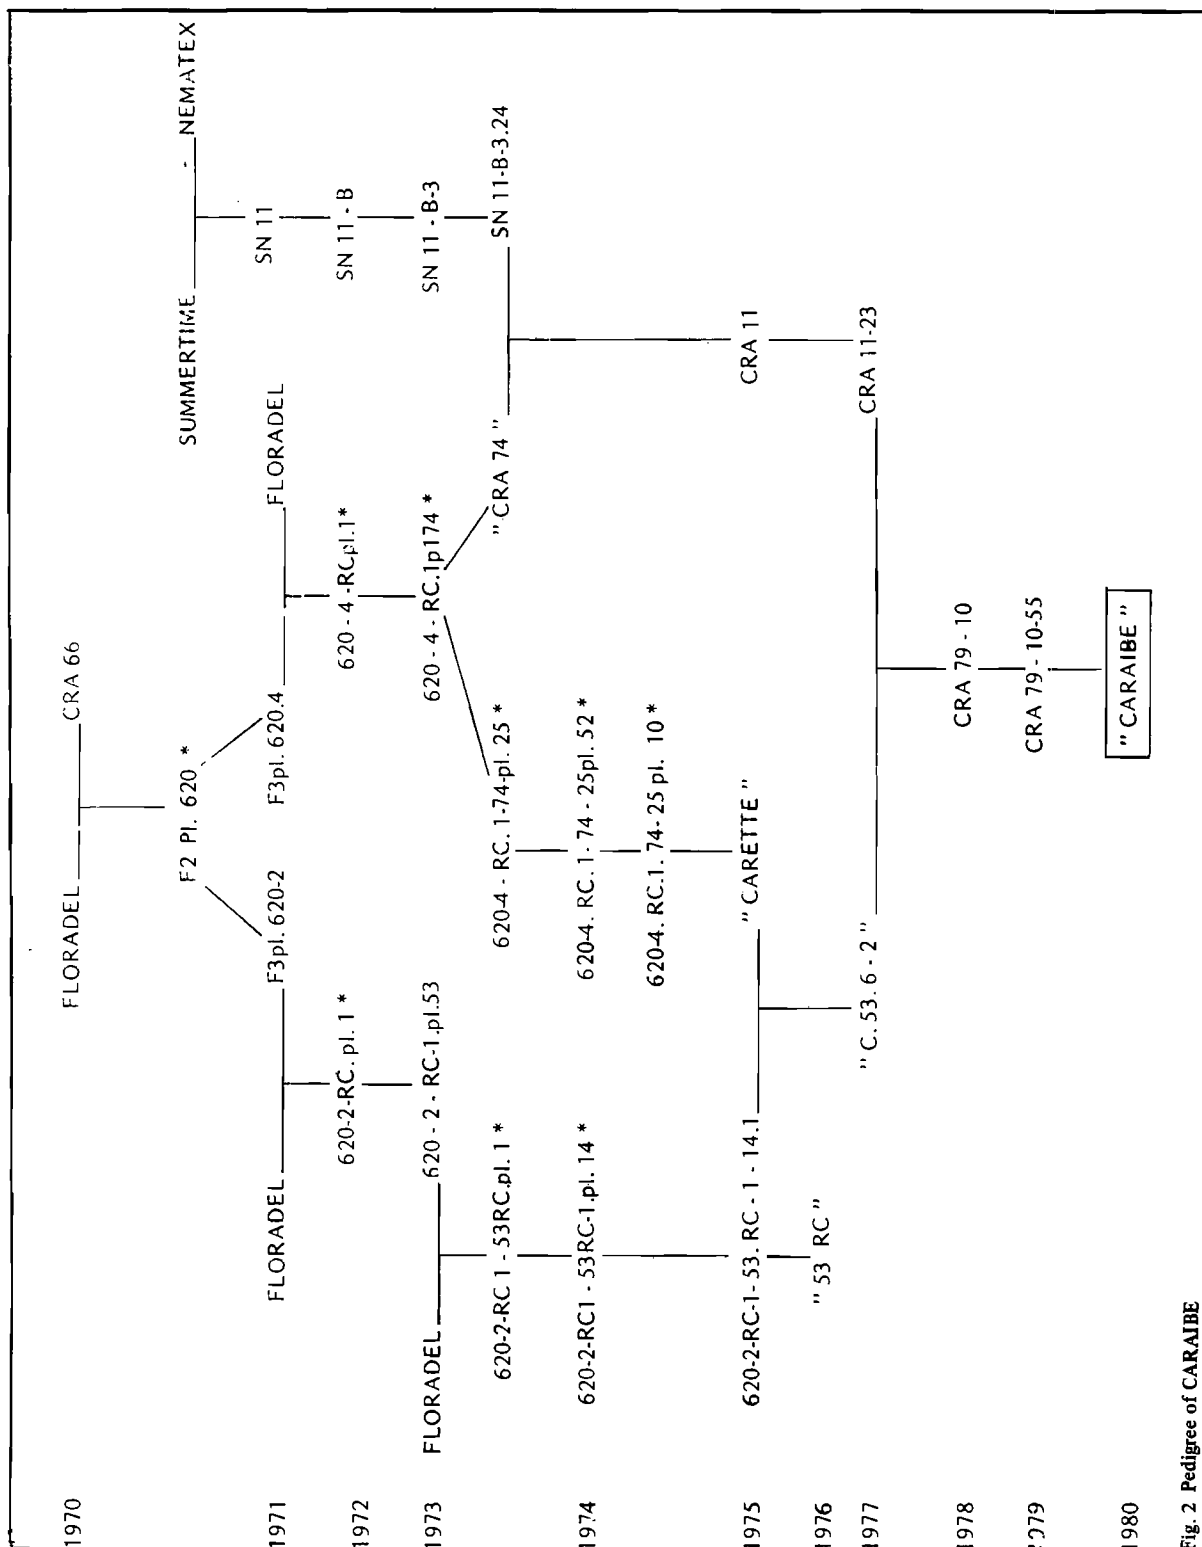 1970
FLORADEL CRA 66
SUMMERTIME NEMATEX
F2 Pl. 620 *
1971
FLORADEL F3pl. 620-2 F3pl. 620.4 FLORADEL
SN 11
1972
620-2-RC.pl. 1 * 620 - 4 -RCpl.1* SN 11 - B
1973
FLORADEL 620 - 2 - RC-1.pl.53 620 - 4 - RC.1p174 * SN 11 - B-3
620-2-RC 1 - 53RC.pl. 1 * 620-4 - RC. 1-74-pl. 25 * " CRA 74 " SN 11-B-3.24
1974
620-2-RC1 - 53RC-1.pl. 14 * 620-4. RC. 1- 74 - 25pl. 52 *
620-4. RC.1. 74- 25 pl. 10 *
1975
620-2-RC-1- 53. RC - 1 - 14.1 " CARETTE " CRA 11
1976
" 53 RC "
1977
" C. 53. 6 - 2 " CRA 11-23
1978
CRA 79 - 10
1979
CRA 79 - 10-55
1980
" CARAIBE "
Fig. 2 Pedigree of CARAIBE